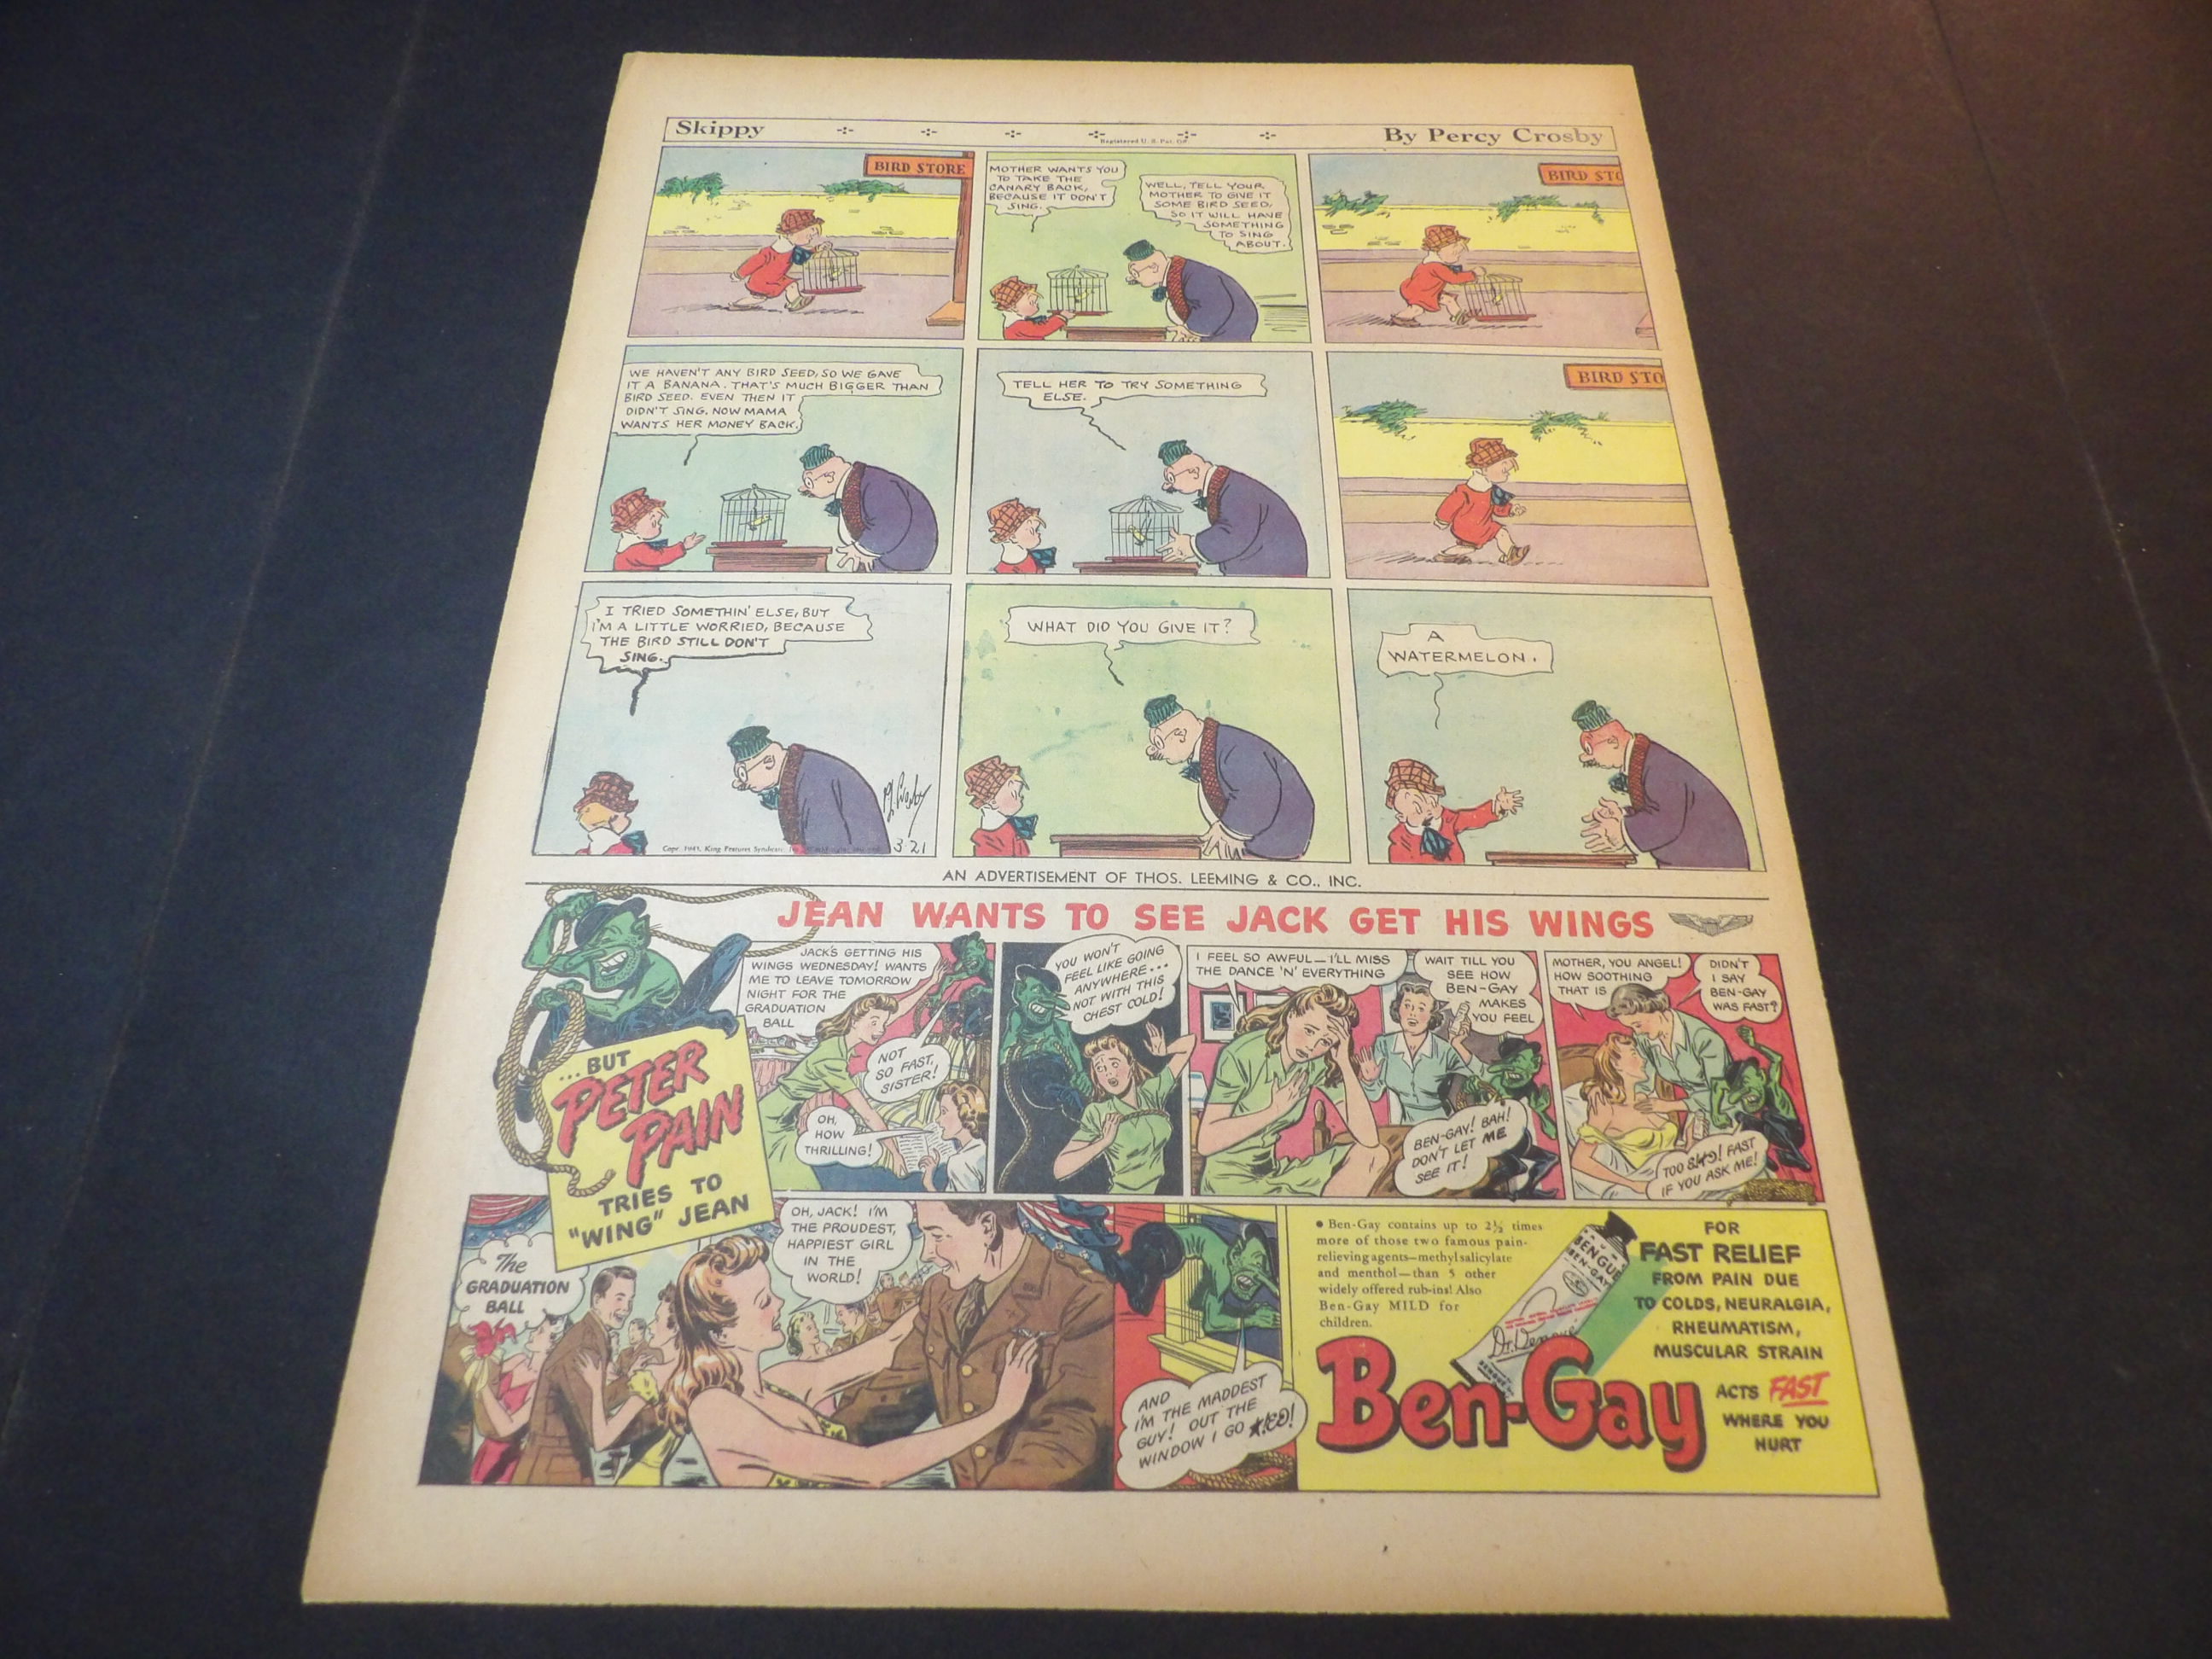 Skippy
By Percy Crosby
Registered U. S. Pat. Off.
BIRD STORE
MOTHER WANTS YOU
TO TAKE THE
CANARY BACK,
BECAUSE IT DON'T
SING.
WELL, TELL YOUR
MOTHER TO GIVE IT
SOME BIRD SEED,
SO IT WILL HAVE
SOMETHING
TO SING
ABOUT.
BIRD STO
WE HAVEN'T ANY BIRD SEED, SO WE GAVE
IT A BANANA. THAT'S MUCH BIGGER THAN
BIRD SEED. EVEN THEN IT
DIDN'T SING. NOW MAMA
WANTS HER MONEY BACK.
TELL HER TO TRY SOMETHING
ELSE.
BIRD STO
I TRIED SOMETHIN' ELSE, BUT
I'M A LITTLE WORRIED, BECAUSE
THE BIRD STILL DON'T
SING.
Copr. 1943, King Features Syndicate
3-21
WHAT DID YOU GIVE IT?
A
WATERMELON.
AN ADVERTISEMENT OF THOS. LEEMING & CO., INC.
JEAN WANTS TO SEE JACK GET HIS WINGS
...BUT
PETER
PAIN
TRIES TO
"WING" JEAN
JACK'S GETTING HIS
WINGS WEDNESDAY! WANTS
ME TO LEAVE TOMORROW
NIGHT FOR THE
GRADUATION
BALL
NOT
SO FAST,
SISTER!
OH,
HOW
THRILLING!
YOU WON'T
FEEL LIKE GOING
ANYWHERE...
NOT WITH THIS
CHEST COLD!
I FEEL SO AWFUL—I'LL MISS
THE DANCE 'N' EVERYTHING
WAIT TILL YOU
SEE HOW
BEN-GAY
MAKES
YOU FEEL
BEN-GAY! BAH!
DON'T LET ME
SEE IT!
MOTHER, YOU ANGEL!
HOW SOOTHING
THAT IS
DIDN'T
I SAY
BEN-GAY
WAS FAST?
TOO FAST
IF YOU ASK ME!
The
GRADUATION
BALL
OH, JACK! I'M
THE PROUDEST,
HAPPIEST GIRL
IN THE
WORLD!
AND
I'M THE MADDEST
GUY! OUT THE
WINDOW I GO
• Ben-Gay contains up to 2½ times
more of those two famous pain-
relieving agents—methyl salicylate
and menthol—than 5 other
widely offered rub-ins! Also
Ben-Gay MILD for
children.
BAUME
BENGUÉ
BEN-GAY
Dr. Bengué
FOR
FAST RELIEF
FROM PAIN DUE
TO COLDS, NEURALGIA,
RHEUMATISM,
MUSCULAR STRAIN
Ben-Gay
ACTS FAST
WHERE YOU
HURT